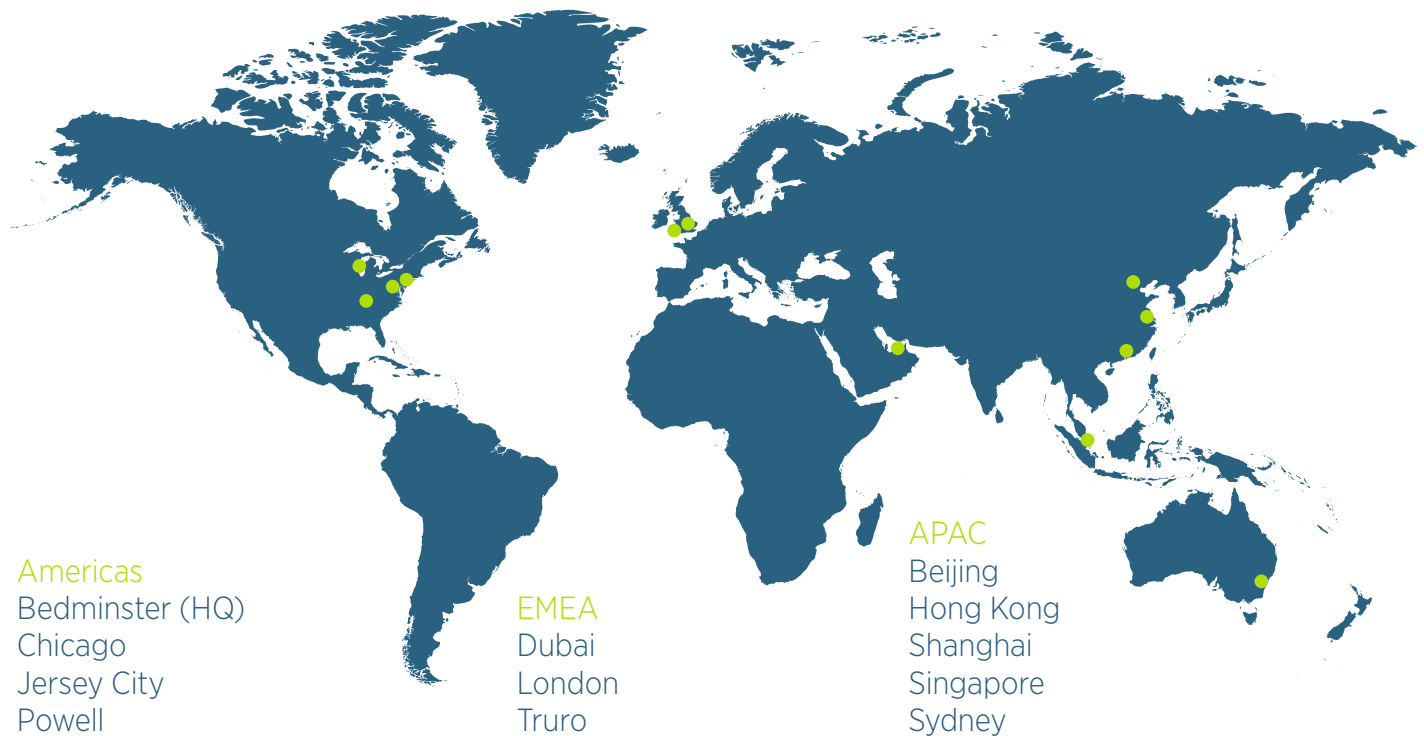 Americas
Bedminster (HQ)
Chicago
Jersey City
Powell
EMEA
Dubai
London
Truro
APAC
Beijing
Hong Kong
Shanghai
Singapore
Sydney